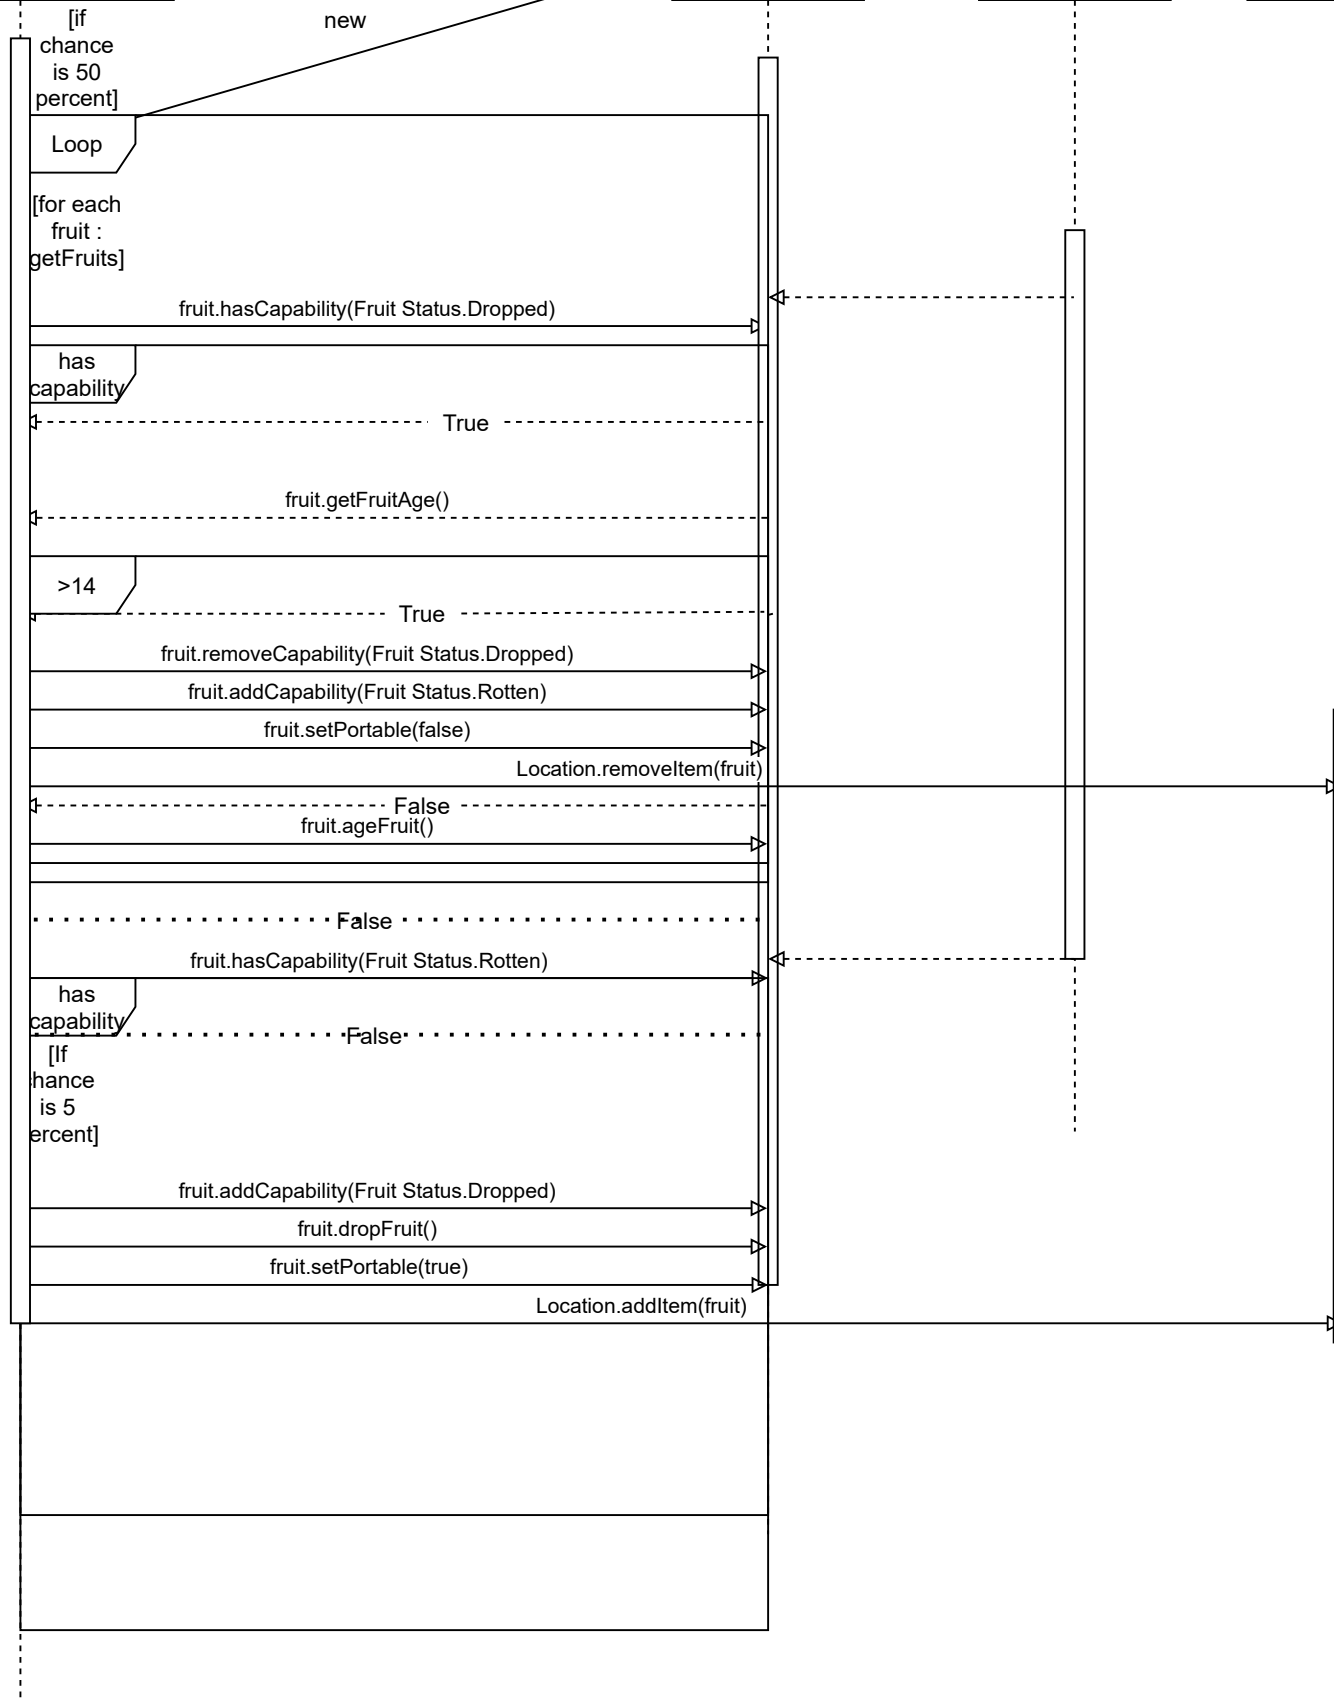 [if
chance
is 50
percent]
new
Loop
[for each
fruit :
getFruits]
fruit.hasCapability(Fruit Status.Dropped)
has
capability
True
fruit.getFruitAge()
>14
True
fruit.removeCapability(Fruit Status.Dropped)
fruit.addCapability(Fruit Status.Rotten)
fruit.setPortable(false)
Location.removeItem(fruit)
False
fruit.ageFruit()
False
fruit.hasCapability(Fruit Status.Rotten)
has
capability
False
[If
hance
is 5
ercent]
fruit.addCapability(Fruit Status.Dropped)
fruit.dropFruit()
fruit.setPortable(true)
Location.addItem(fruit)